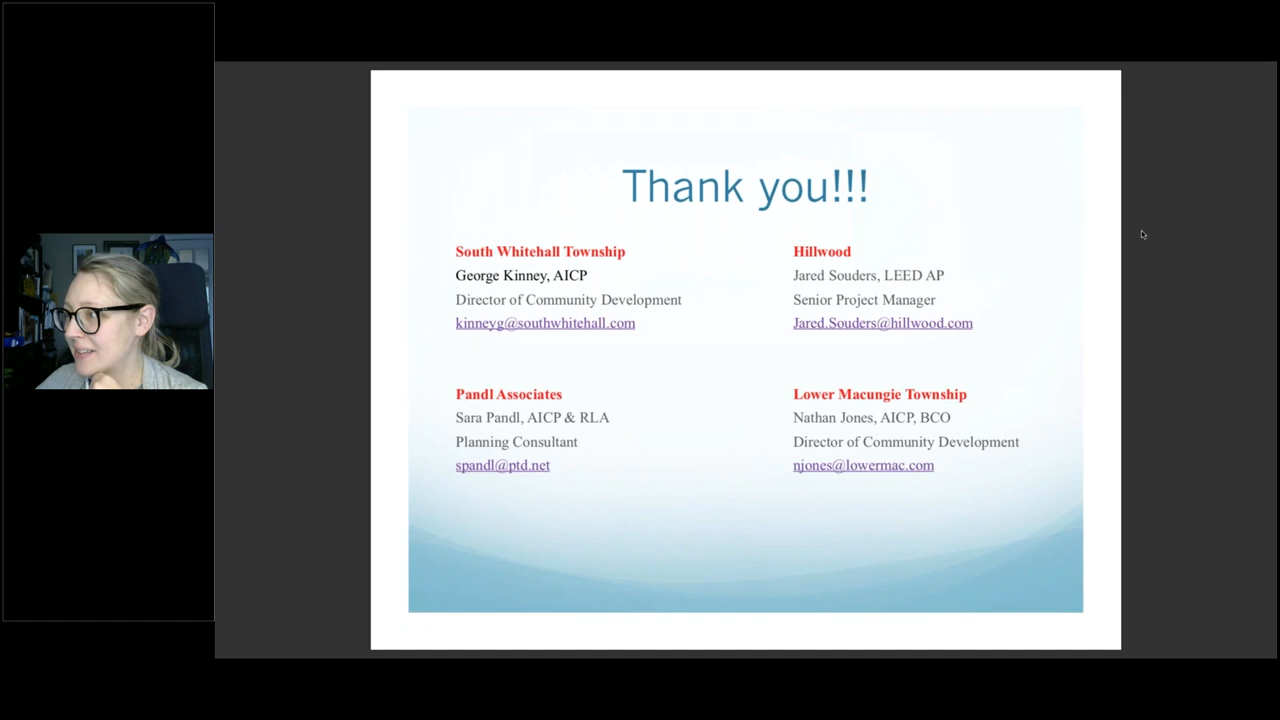 Thank you!!!
South Whitehall Township
George Kinney, AICP
Director of Community Development
kinneyg@southwhitehall.com
Hillwood
Jared Souders, LEED AP
Senior Project Manager
Jared.Souders@hillwood.com
Pandl Associates
Sara Pandl, AICP & RLA
Planning Consultant
spandl@ptd.net
Lower Macungie Township
Nathan Jones, AICP, BCO
Director of Community Development
njones@lowermac.com